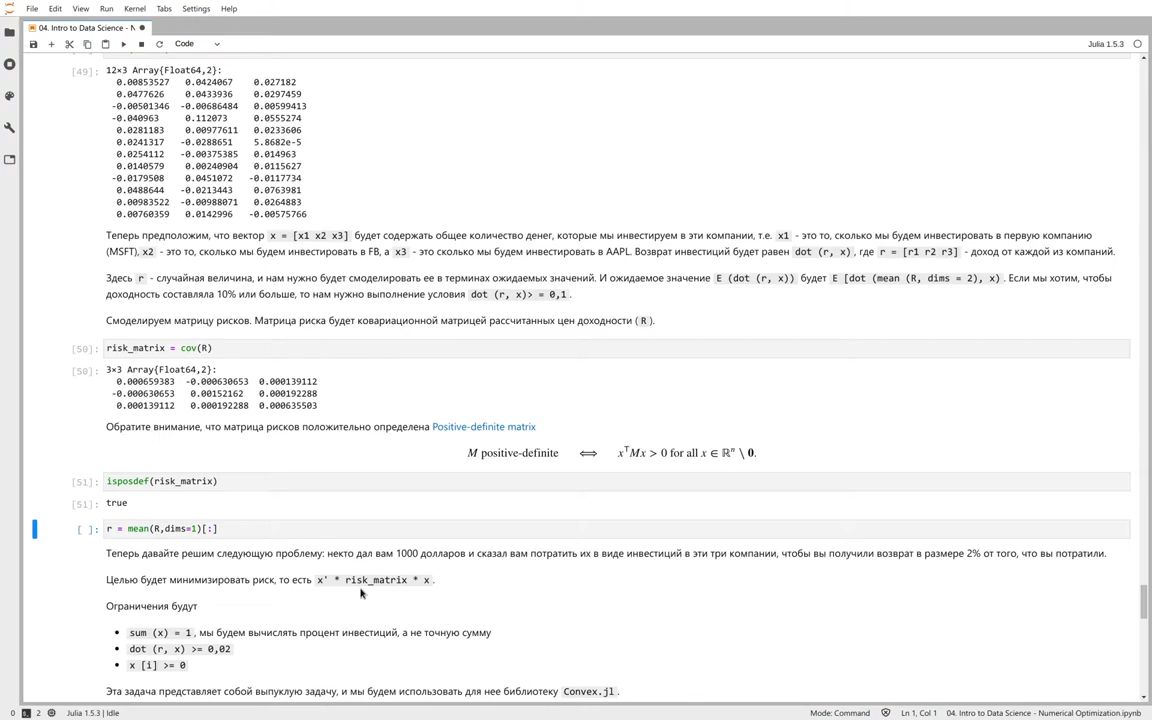 File Edit View Run Kernel Tabs Settings Help
04. Intro to Data Science - N
Code
Julia 1.5.3
[49]: 12×3 Array{Float64,2}:
0.00853527 0.0424067 0.027182
0.0477626 0.0433936 0.0297459
-0.00501346 -0.00686484 0.00599413
-0.040963 0.112073 0.0555274
0.0281183 0.00977611 0.0233606
0.0241317 -0.0288651 5.8682e-5
0.0254112 -0.00375385 0.014963
0.0140579 0.00240904 0.0115627
-0.0179508 0.0451072 -0.0117734
0.0488644 -0.0213443 0.0763981
0.00983522 -0.00988071 0.0264883
0.00760359 0.0142996 -0.00575766
Теперь предположим, что вектор x = [x1 x2 x3] будет содержать общее количество денег, которые мы инвестируем в эти компании, т.е. x1 - это то, сколько мы будем инвестировать в первую компанию
(MSFT), x2 - это то, сколько мы будем инвестировать в FB, а x3 - это сколько мы будем инвестировать в AAPL. Возврат инвестиций будет равен dot (r, x), где r = [r1 r2 r3] - доход от каждой из компаний.
Здесь r - случайная величина, и нам нужно будет смоделировать ее в терминах ожидаемых значений. И ожидаемое значение E (dot (r, x)) будет E [dot (mean (R, dims = 2), x). Если мы хотим, чтобы
доходность составляла 10% или больше, то нам нужно выполнение условия dot (r, x)> = 0,1.
Смоделируем матрицу рисков. Матрица риска будет ковариационной матрицей рассчитанных цен доходности (R).
[50]: risk_matrix = cov(R)
[50]: 3×3 Array{Float64,2}:
0.000659383 -0.000630653 0.000139112
-0.000630653 0.00152162 0.000192288
0.000139112 0.000192288 0.000635503
Обратите внимание, что матрица рисков положительно определена Positive-definite matrix
M positive-definite ⟺ xᵀMx > 0 for all x ∈ ℝⁿ \ 0.
[51]: isposdef(risk_matrix)
[51]: true
[ ]: r = mean(R,dims=1)[:]
Теперь давайте решим следующую проблему: некто дал вам 1000 долларов и сказал вам потратить их в виде инвестиций в эти три компании, чтобы вы получили возврат в размере 2% от того, что вы потратили.
Целью будет минимизировать риск, то есть x' * risk_matrix * x.
Ограничения будут
• sum (x) = 1, мы будем вычислять процент инвестиций, а не точную сумму
• dot (r, x) >= 0,02
• x [i] >= 0
Эта задача представляет собой выпуклую задачу, и мы будем использовать для нее библиотеку Convex.jl.
0 2 Julia 1.5.3 | Idle Mode: Command Ln 1, Col 1 04. Intro to Data Science - Numerical Optimization.ipynb